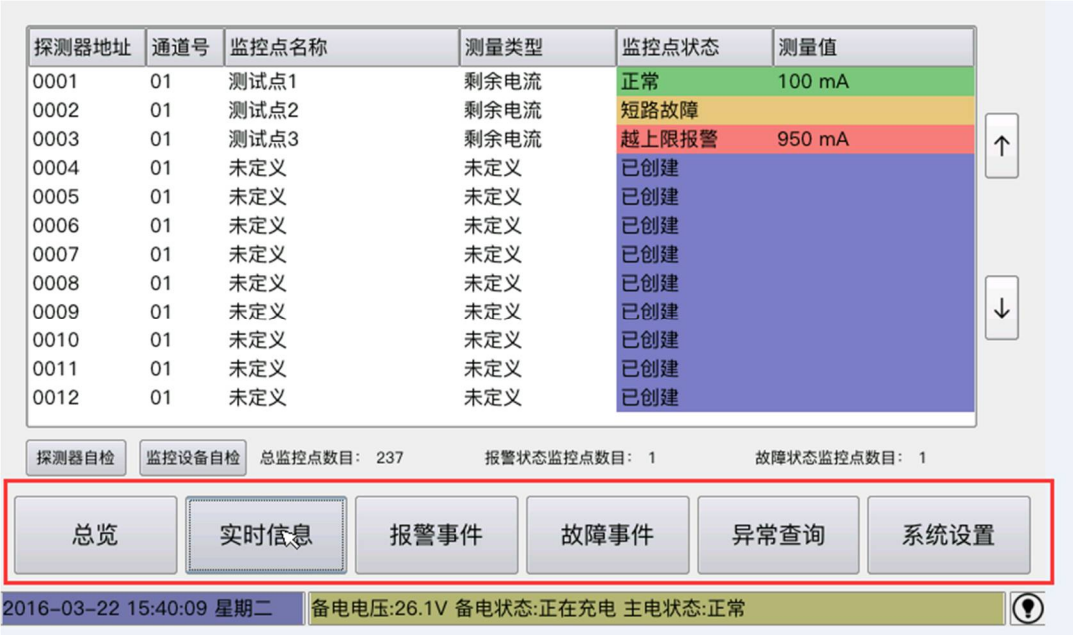 探测器地址 通道号 监控点名称 测量类型 监控点状态 测量值
0001 01 测试点1 剩余电流 正常 100 mA
0002 01 测试点2 剩余电流 短路故障
0003 01 测试点3 剩余电流 越上限报警 950 mA
0004 01 未定义 未定义 已创建
0005 01 未定义 未定义 已创建
0006 01 未定义 未定义 已创建
0007 01 未定义 未定义 已创建
0008 01 未定义 未定义 已创建
0009 01 未定义 未定义 已创建
0010 01 未定义 未定义 已创建
0011 01 未定义 未定义 已创建
0012 01 未定义 未定义 已创建
探测器自检 监控设备自检 总监控点数目: 237 报警状态监控点数目: 1 故障状态监控点数目: 1
总览 实时信息 报警事件 故障事件 异常查询 系统设置
2016-03-22 15:40:09 星期二 备电电压:26.1V 备电状态:正在充电 主电状态:正常